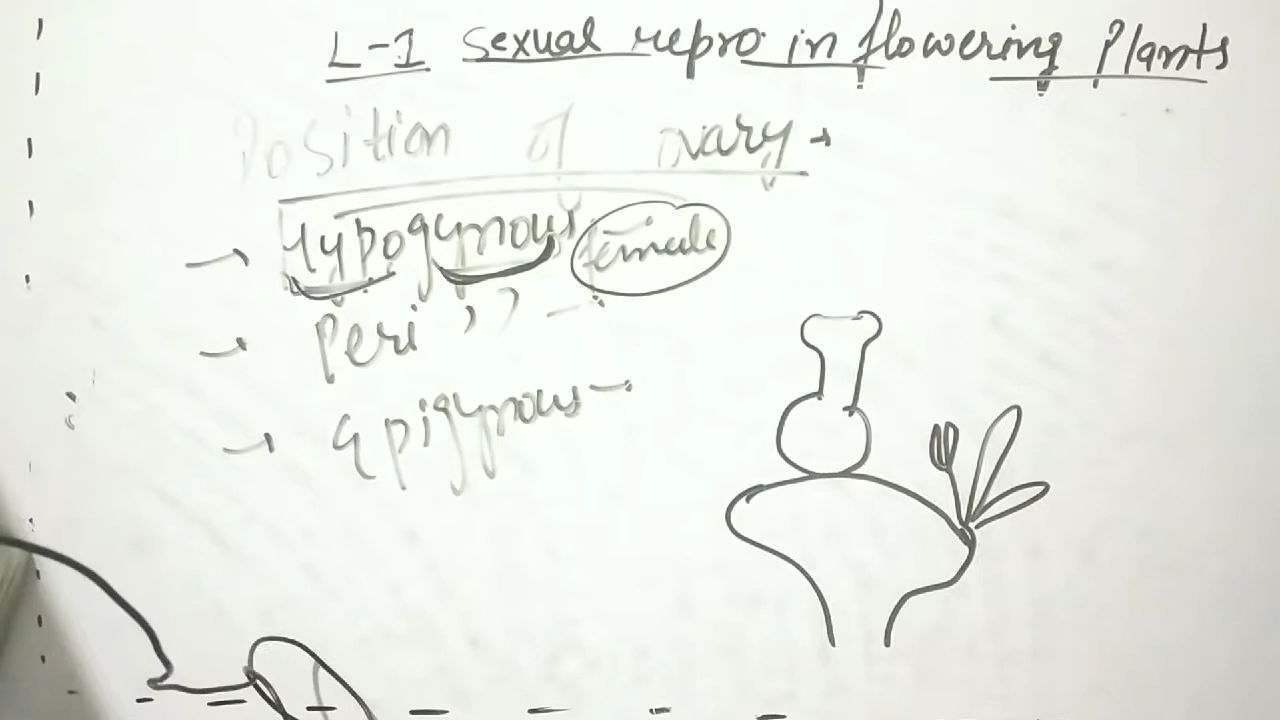 L-1 Sexual repro in flowering Plants
Position of ovary →
→ Hypogynous female
→ Peri ,, -
→ Epigynous -